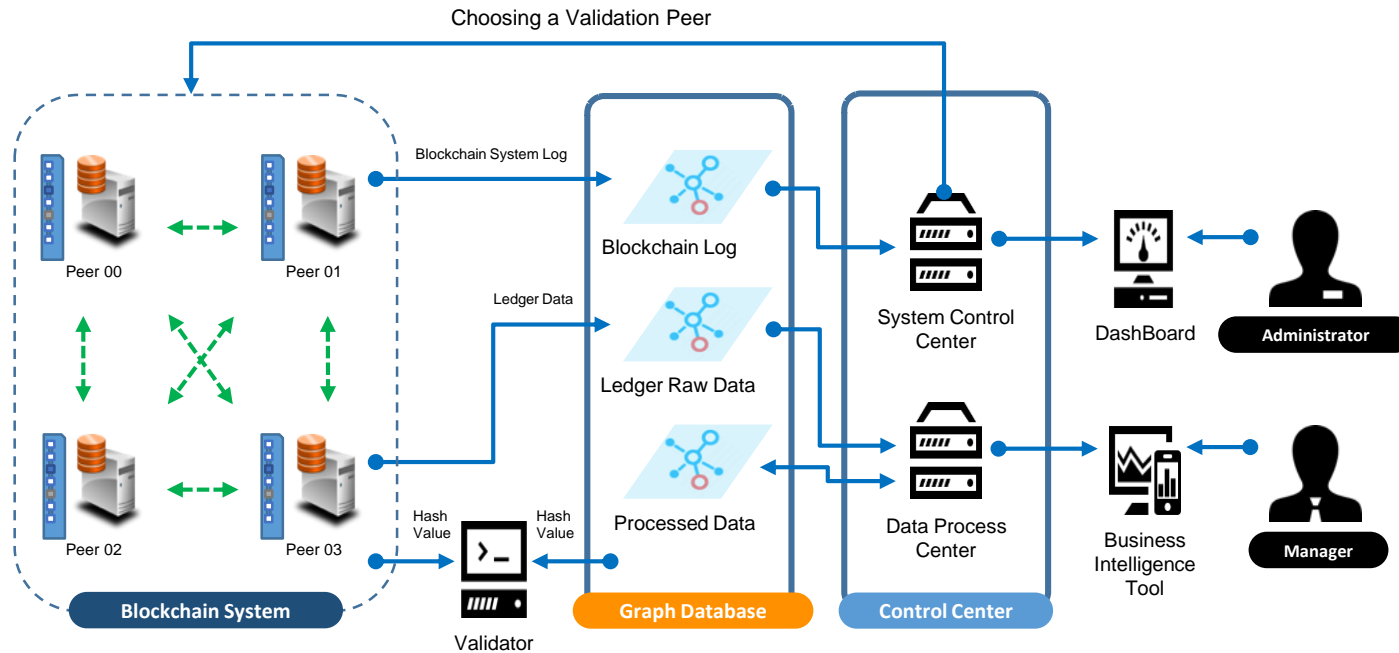 Choosing a Validation Peer
Blockchain System Log
Peer 00
Peer 01
Blockchain Log
Ledger Data
System Control
Center
DashBoard
Administrator
Ledger Raw Data
Peer 02
Peer 03
Hash
Value
Hash
Value
Processed Data
Data Process
Center
Business
Intelligence
Tool
Manager
Blockchain System
Validator
Graph Database
Control Center